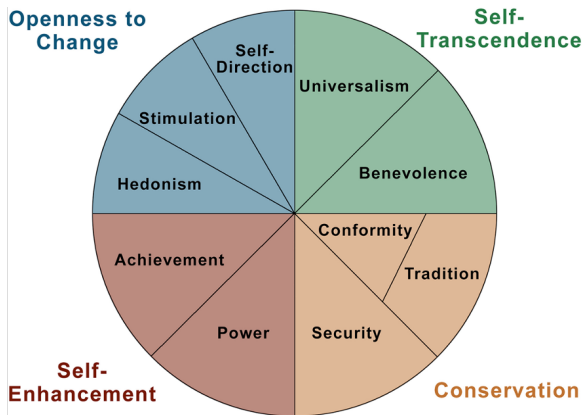 Openness to
Change
Self-
Transcendence
Self-
Direction
Universalism
Stimulation
Benevolence
Hedonism
Conformity
Achievement
Tradition
Power
Security
Self-
Enhancement
Conservation